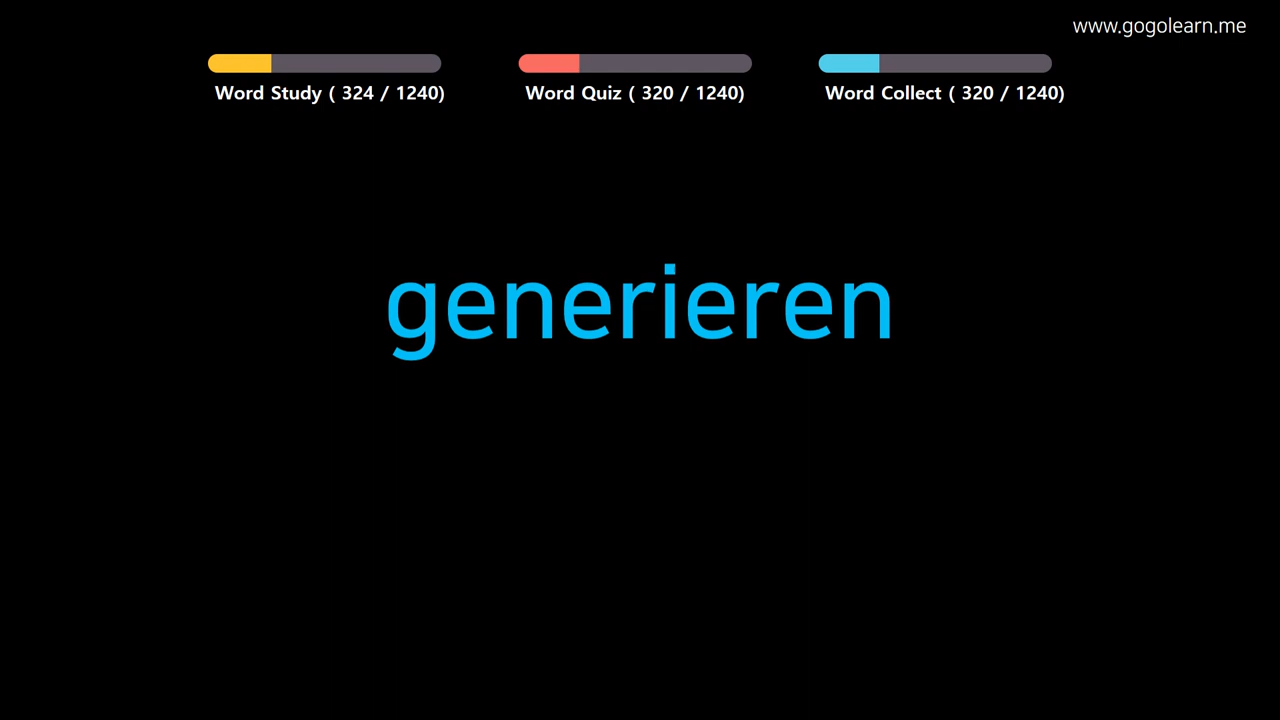 www.gogolearn.me
Word Study ( 324 / 1240)
Word Quiz ( 320 / 1240)
Word Collect ( 320 / 1240)
generieren